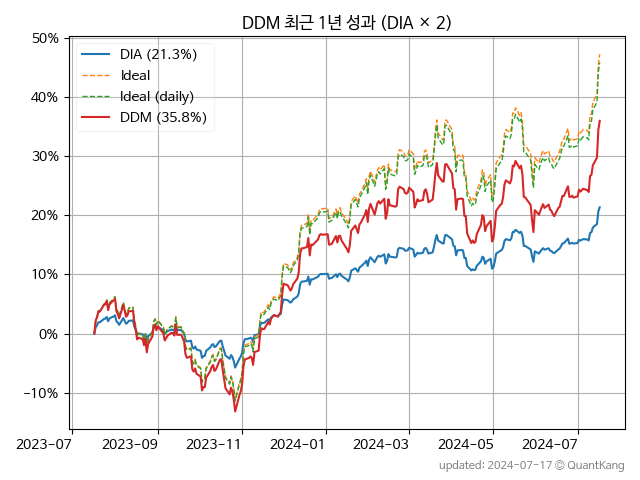 DDM 최근 1년 성과 (DIA × 2)
50%
40%
30%
20%
10%
0%
−10%
DIA (21.3%)
Ideal
Ideal (daily)
DDM (35.8%)
2023-07
2023-09
2023-11
2024-01
2024-03
2024-05
2024-07
updated: 2024-07-17 © QuantKang